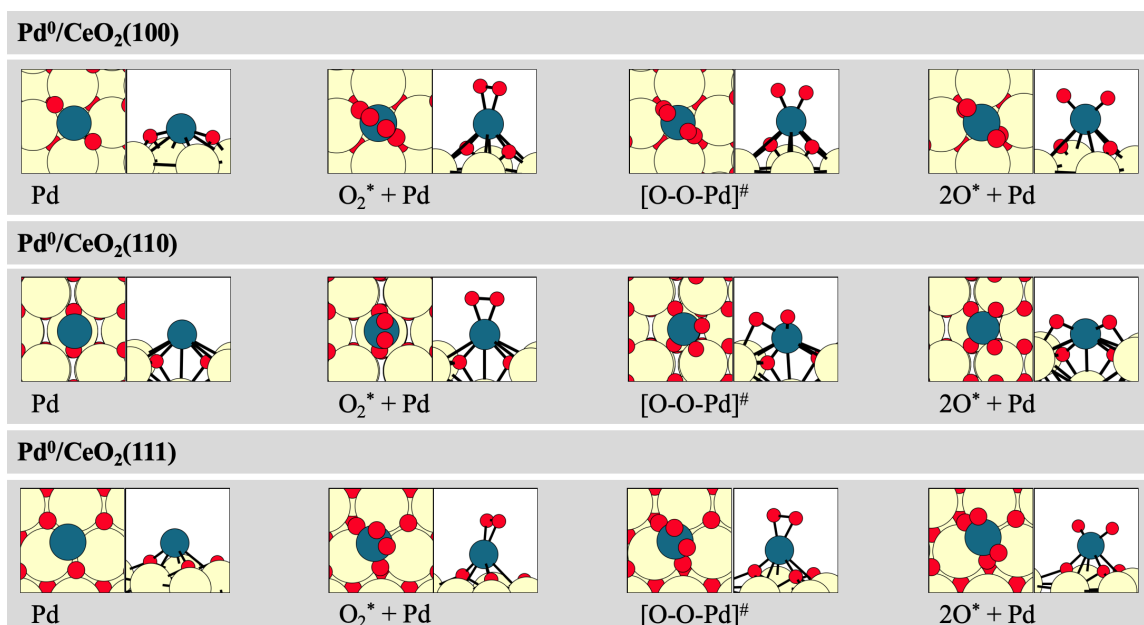 Pd⁰/CeO₂(100)
Pd O₂* + Pd [O-O-Pd]# 2O* + Pd
Pd⁰/CeO₂(110)
Pd O₂* + Pd [O-O-Pd]# 2O* + Pd
Pd⁰/CeO₂(111)
Pd O₂* + Pd [O-O-Pd]# 2O* + Pd